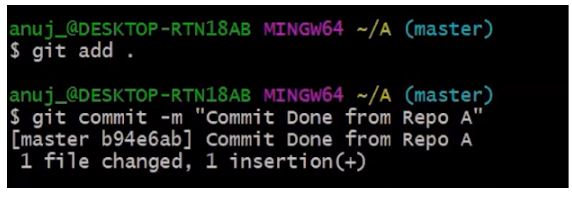 anuj_@DESKTOP-RTN18AB MINGW64 ~/A (master)
$ git add .
anuj_@DESKTOP-RTN18AB MINGW64 ~/A (master)
$ git commit -m "Commit Done from Repo A"
[master b94e6ab] Commit Done from Repo A
 1 file changed, 1 insertion(+)